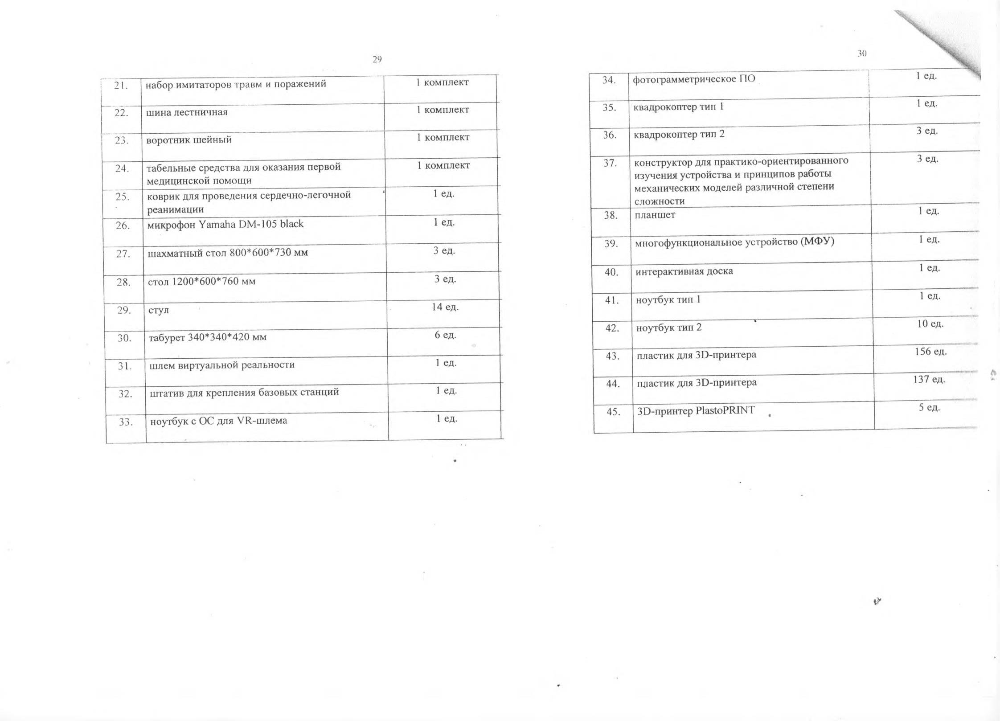 29
21. набор имитаторов травм и поражений 1 комплект
22. шина лестничная 1 комплект
23. воротник шейный 1 комплект
24. табельные средства для оказания первой 1 комплект
медицинской помощи
25. коврик для проведения сердечно-легочной 1 ед.
реанимации
26. микрофон Yamaha DM-105 black 1 ед.
27. шахматный стол 800*600*730 мм 3 ед.
28. стол 1200*600*760 мм 3 ед.
29. стул 14 ед.
30. табурет 340*340*420 мм 6 ед.
31. шлем виртуальной реальности 1 ед.
32. штатив для крепления базовых станций 1 ед.
33. ноутбук с ОС для VR-шлема 1 ед.
30
34. фотограмметрическое ПО 1 ед.
35. квадрокоптер тип 1 1 ед.
36. квадрокоптер тип 2 3 ед.
37. конструктор для практико-ориентированного 3 ед.
изучения устройства и принципов работы
механических моделей различной степени
сложности
38. планшет 1 ед.
39. многофункциональное устройство (МФУ) 1 ед.
40. интерактивная доска 1 ед.
41. ноутбук тип 1 1 ед.
42. ноутбук тип 2 10 ед.
43. пластик для 3D-принтера 156 ед.
44. пластик для 3D-принтера 137 ед.
45. 3D-принтер PlastoPRINT 5 ед.